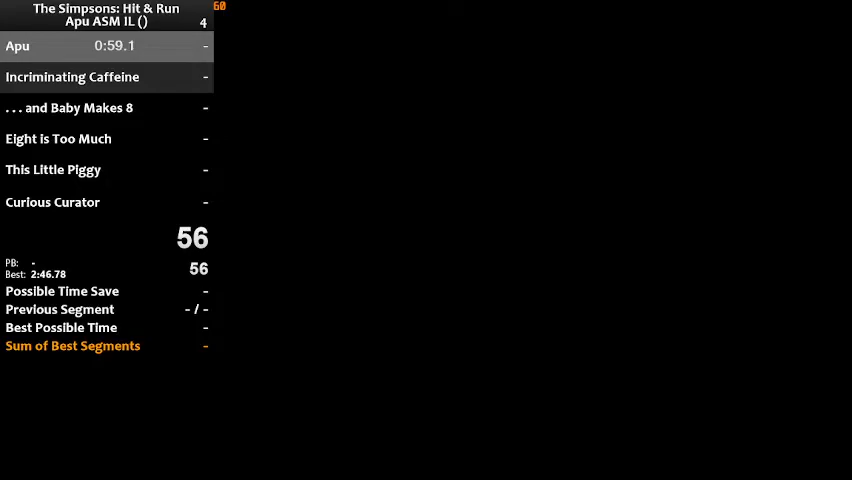 The Simpsons: Hit & Run
Apu ASM IL () 4
60
Apu 0:59.1 -
Incriminating Caffeine -
. . . and Baby Makes 8 -
Eight is Too Much -
This Little Piggy -
Curious Curator -
56
PB: -
Best: 2:46.78 56
Possible Time Save -
Previous Segment - / -
Best Possible Time -
Sum of Best Segments -